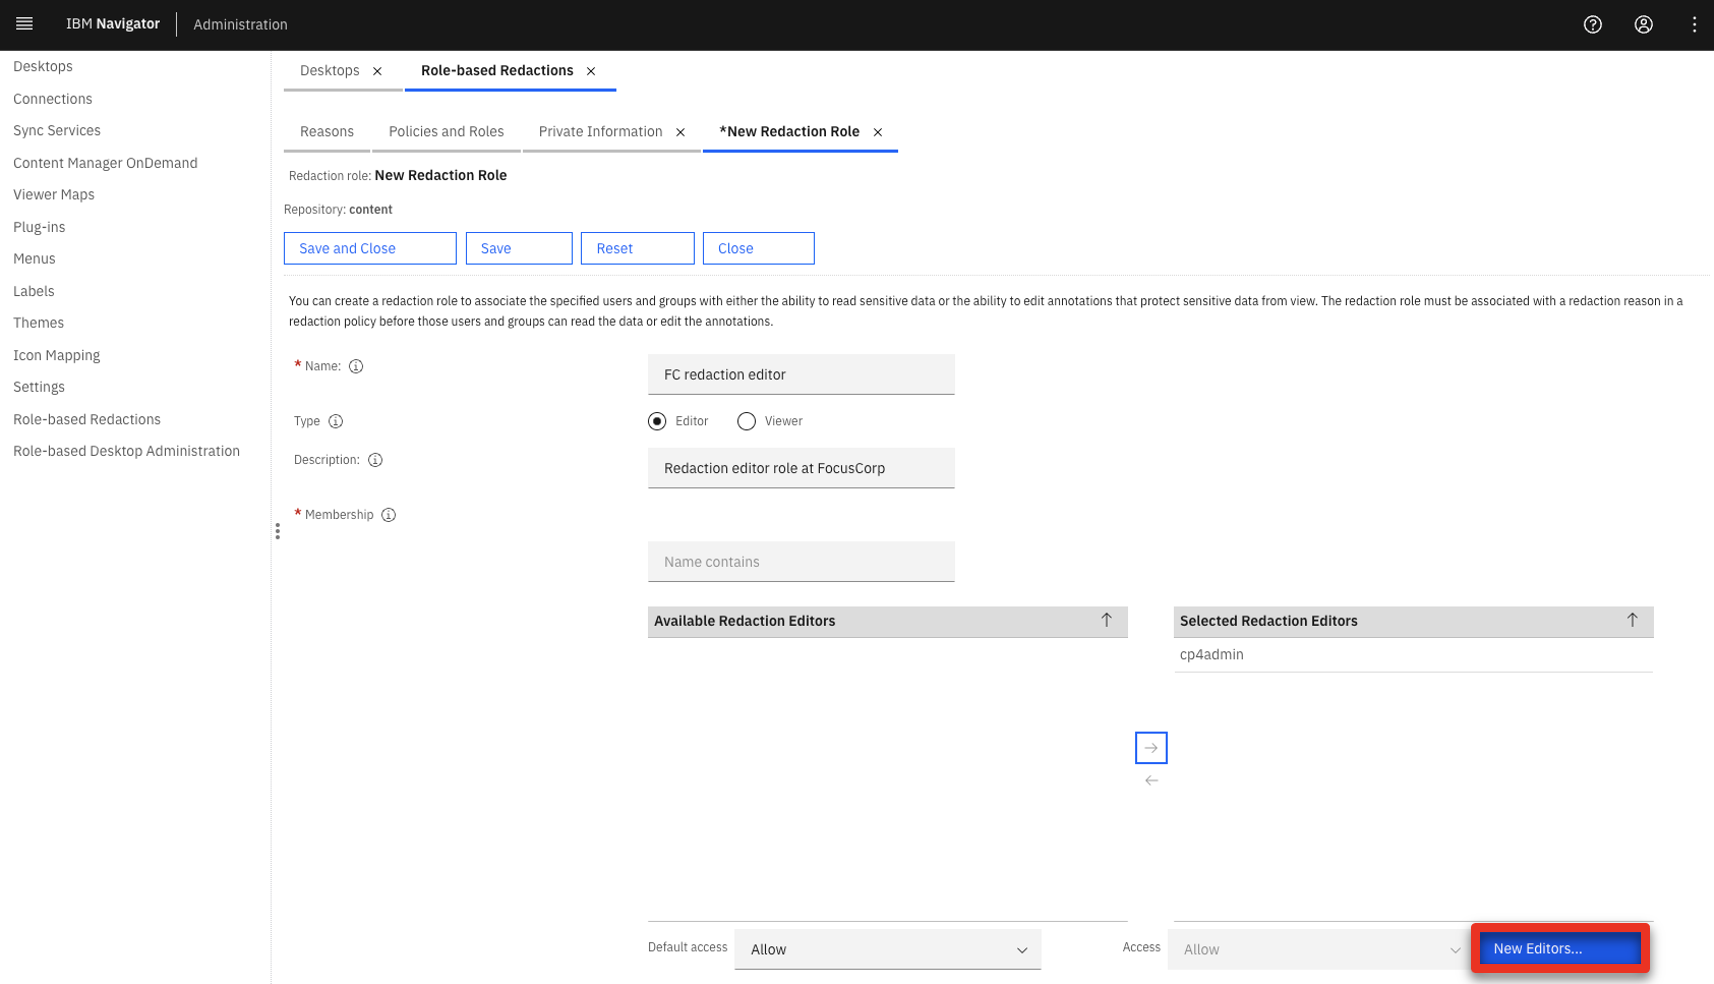 IBM Navigator Administration
Desktops
Connections
Sync Services
Content Manager OnDemand
Viewer Maps
Plug-ins
Menus
Labels
Themes
Icon Mapping
Settings
Role-based Redactions
Role-based Desktop Administration
Desktops Role-based Redactions
Reasons Policies and Roles Private Information *New Redaction Role
Redaction role: New Redaction Role
Repository: content
Save and Close Save Reset Close
You can create a redaction role to associate the specified users and groups with either the ability to read sensitive data or the ability to edit annotations that protect sensitive data from view. The redaction role must be associated with a redaction reason in a
redaction policy before those users and groups can read the data or edit the annotations.
* Name: FC redaction editor
Type Editor Viewer
Description: Redaction editor role at FocusCorp
* Membership
Name contains
Available Redaction Editors Selected Redaction Editors
cp4admin
Default access Allow Access Allow New Editors...